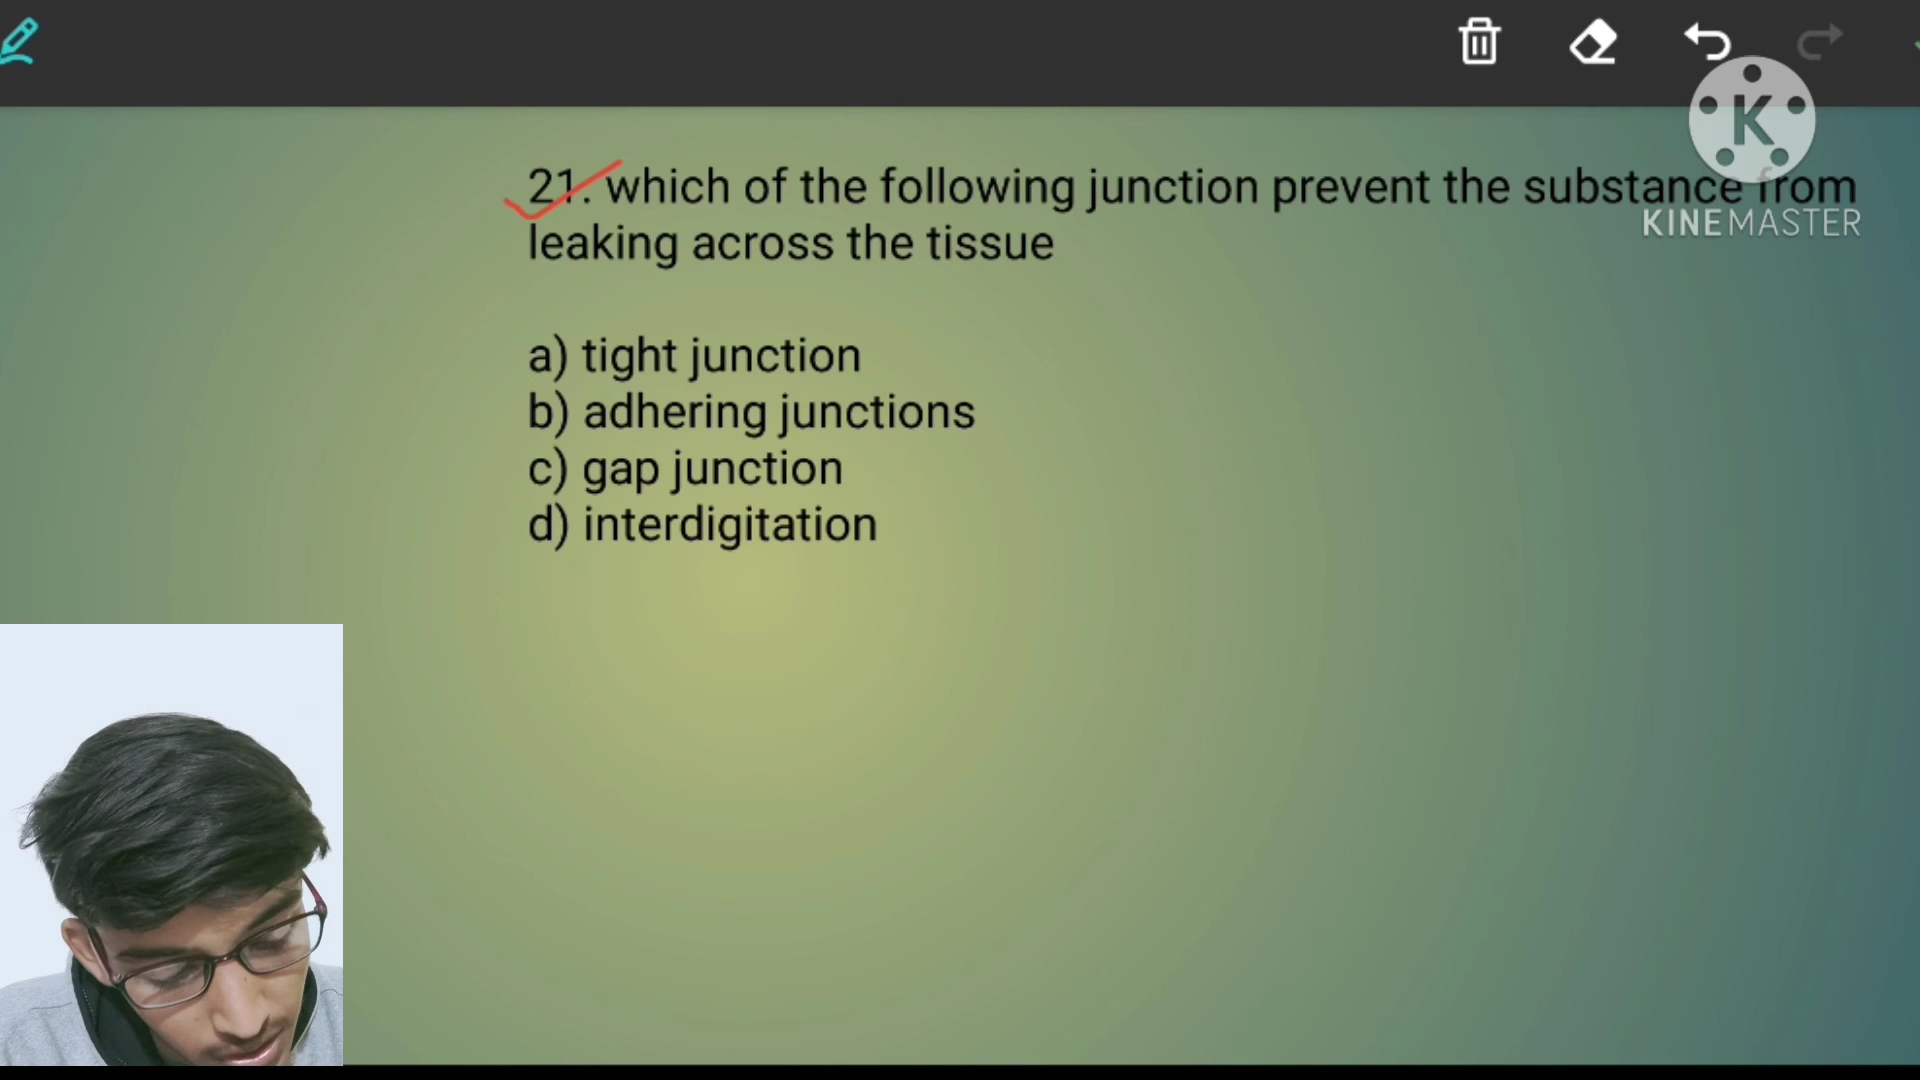 K
21. which of the following junction prevent the substance from
KINEMASTER
leaking across the tissue
a) tight junction
b) adhering junctions
c) gap junction
d) interdigitation